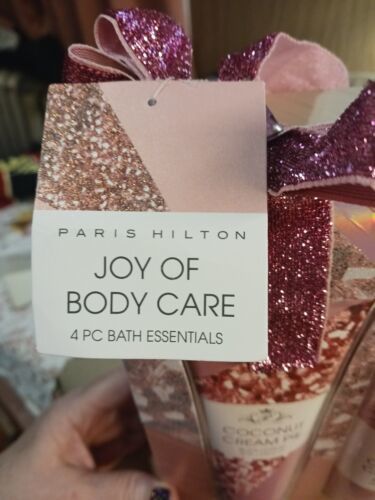 PARIS HILTON
JOY OF
BODY CARE
4 PC BATH ESSENTIALS
COCONUT
CREAM PIE